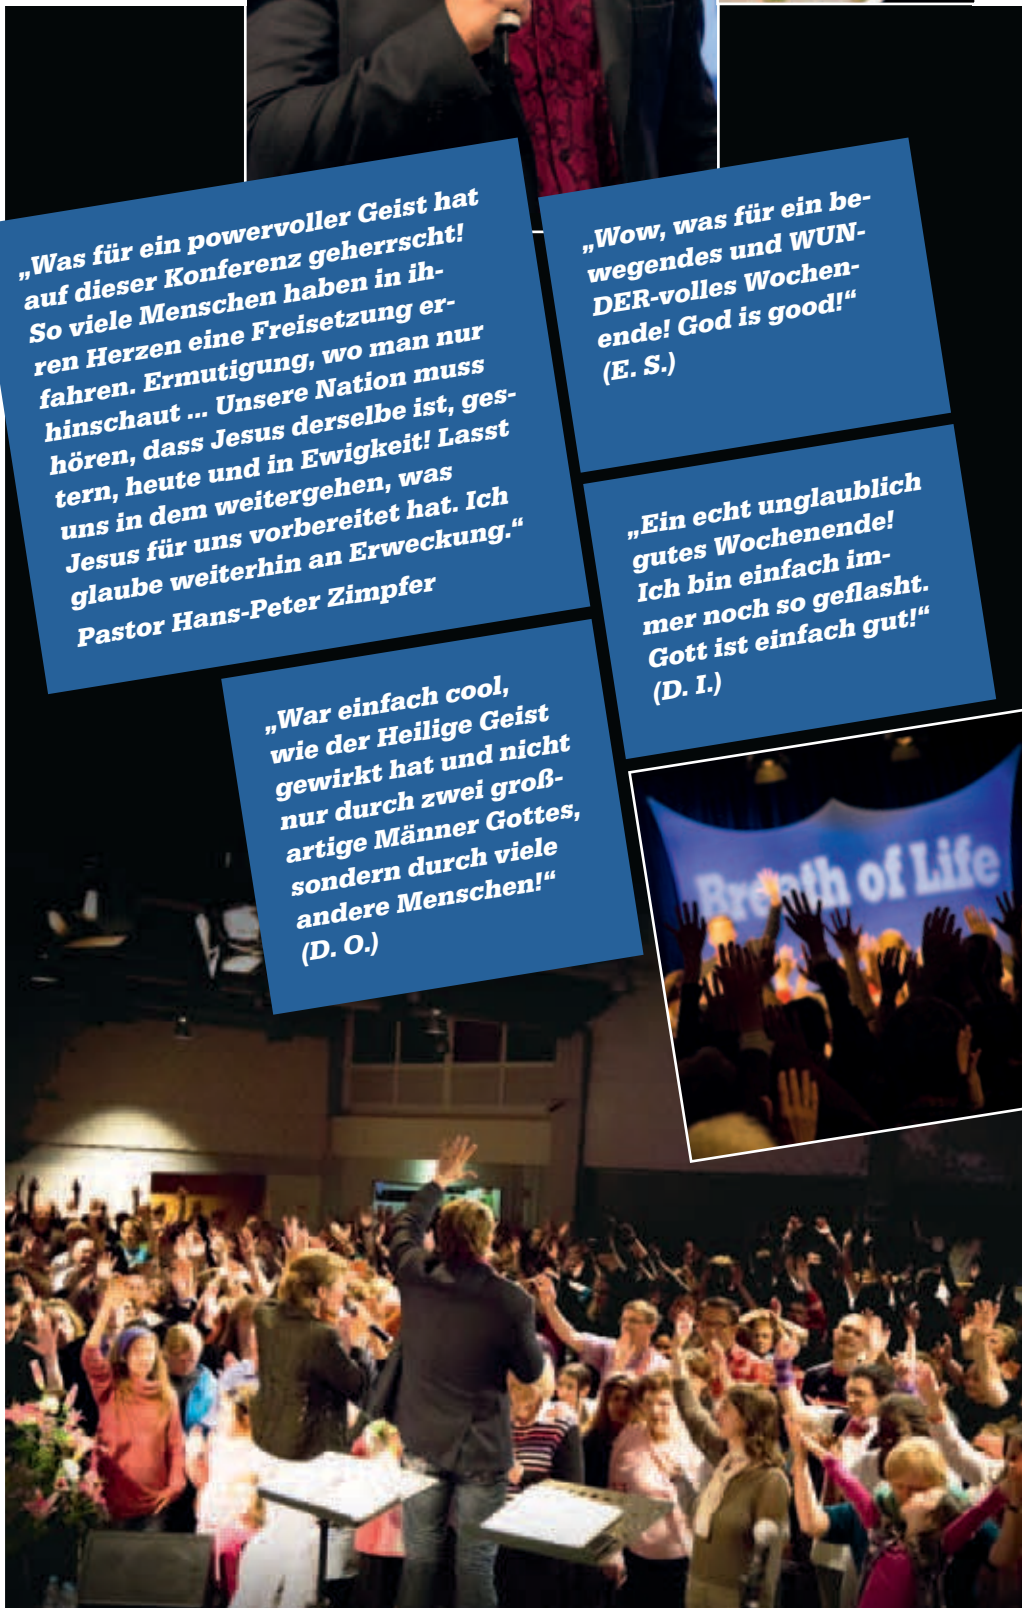 „Was für ein powervoller Geist hat
auf dieser Konferenz geherrscht!
So viele Menschen haben in ih-
ren Herzen eine Freisetzung er-
fahren. Ermutigung, wo man nur
hinschaut ... Unsere Nation muss
hören, dass Jesus derselbe ist, ges-
tern, heute und in Ewigkeit! Lasst
uns in dem weitergehen, was
Jesus für uns vorbereitet hat. Ich
glaube weiterhin an Erweckung.“
Pastor Hans-Peter Zimpfer
„Wow, was für ein be-
wegendes und WUN-
DER-volles Wochen-
ende! God is good!“
(E. S.)
„Ein echt unglaublich
gutes Wochenende!
Ich bin einfach im-
mer noch so geflasht.
Gott ist einfach gut!“
(D. I.)
„War einfach cool,
wie der Heilige Geist
gewirkt hat und nicht
nur durch zwei groß-
artige Männer Gottes,
sondern durch viele
andere Menschen!“
(D. O.)
Breath of Life